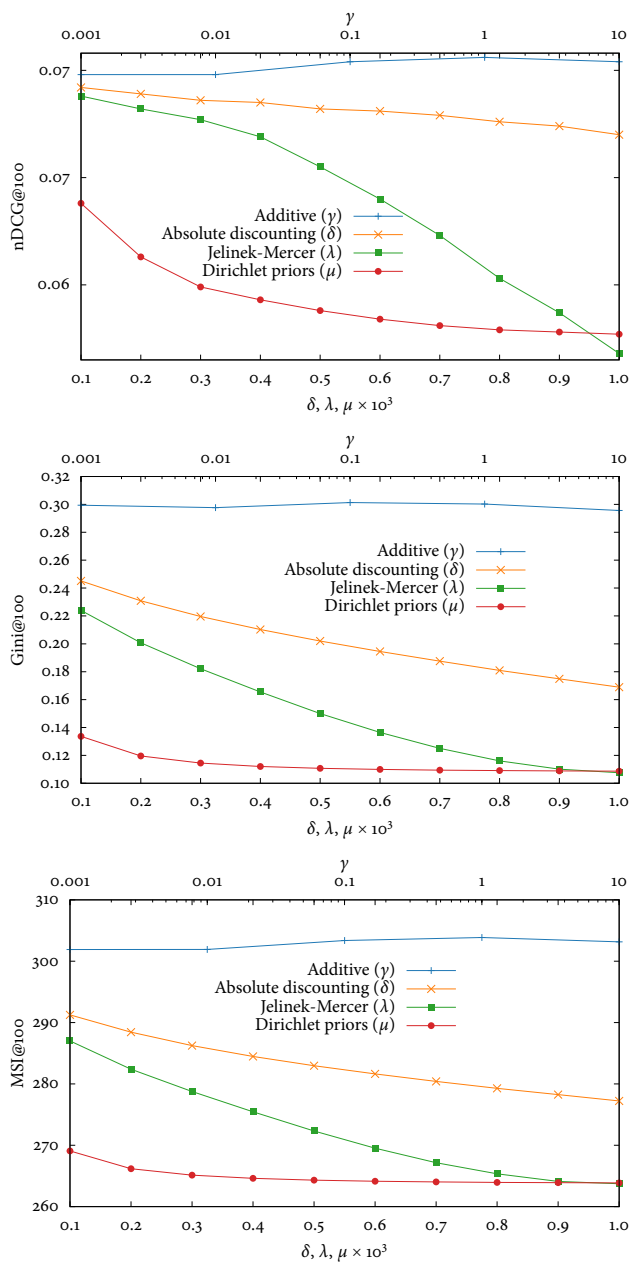 γ
0.001 0.01 0.1 1 10
0.07
0.07
0.06
nDCG@100
Additive (γ)
Absolute discounting (δ)
Jelinek-Mercer (λ)
Dirichlet priors (μ)
0.1 0.2 0.3 0.4 0.5 0.6 0.7 0.8 0.9 1.0
δ, λ, μ × 10³
γ
0.001 0.01 0.1 1 10
0.32
0.30
0.28
0.26
0.24
0.22
0.20
0.18
0.16
0.14
0.12
0.10
Gini@100
Additive (γ)
Absolute discounting (δ)
Jelinek-Mercer (λ)
Dirichlet priors (μ)
0.1 0.2 0.3 0.4 0.5 0.6 0.7 0.8 0.9 1.0
δ, λ, μ × 10³
γ
0.001 0.01 0.1 1 10
310
300
290
280
270
260
MSI@100
Additive (γ)
Absolute discounting (δ)
Jelinek-Mercer (λ)
Dirichlet priors (μ)
0.1 0.2 0.3 0.4 0.5 0.6 0.7 0.8 0.9 1.0
δ, λ, μ × 10³